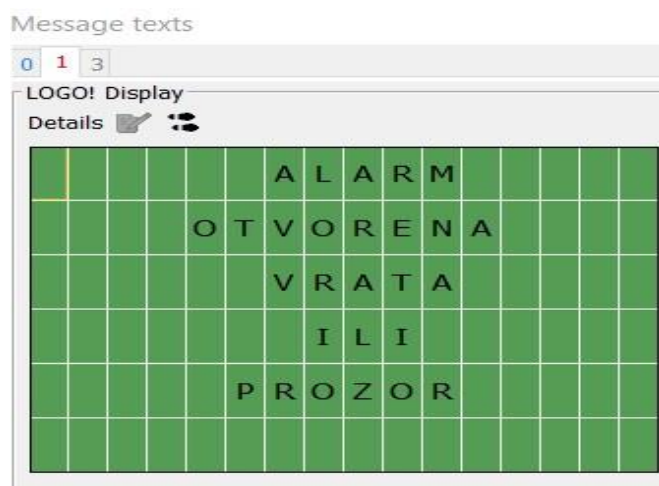 Message texts
0 1 3
LOGO! Display
Details
ALARM
OTVORENA
VRATA
ILI
PROZOR